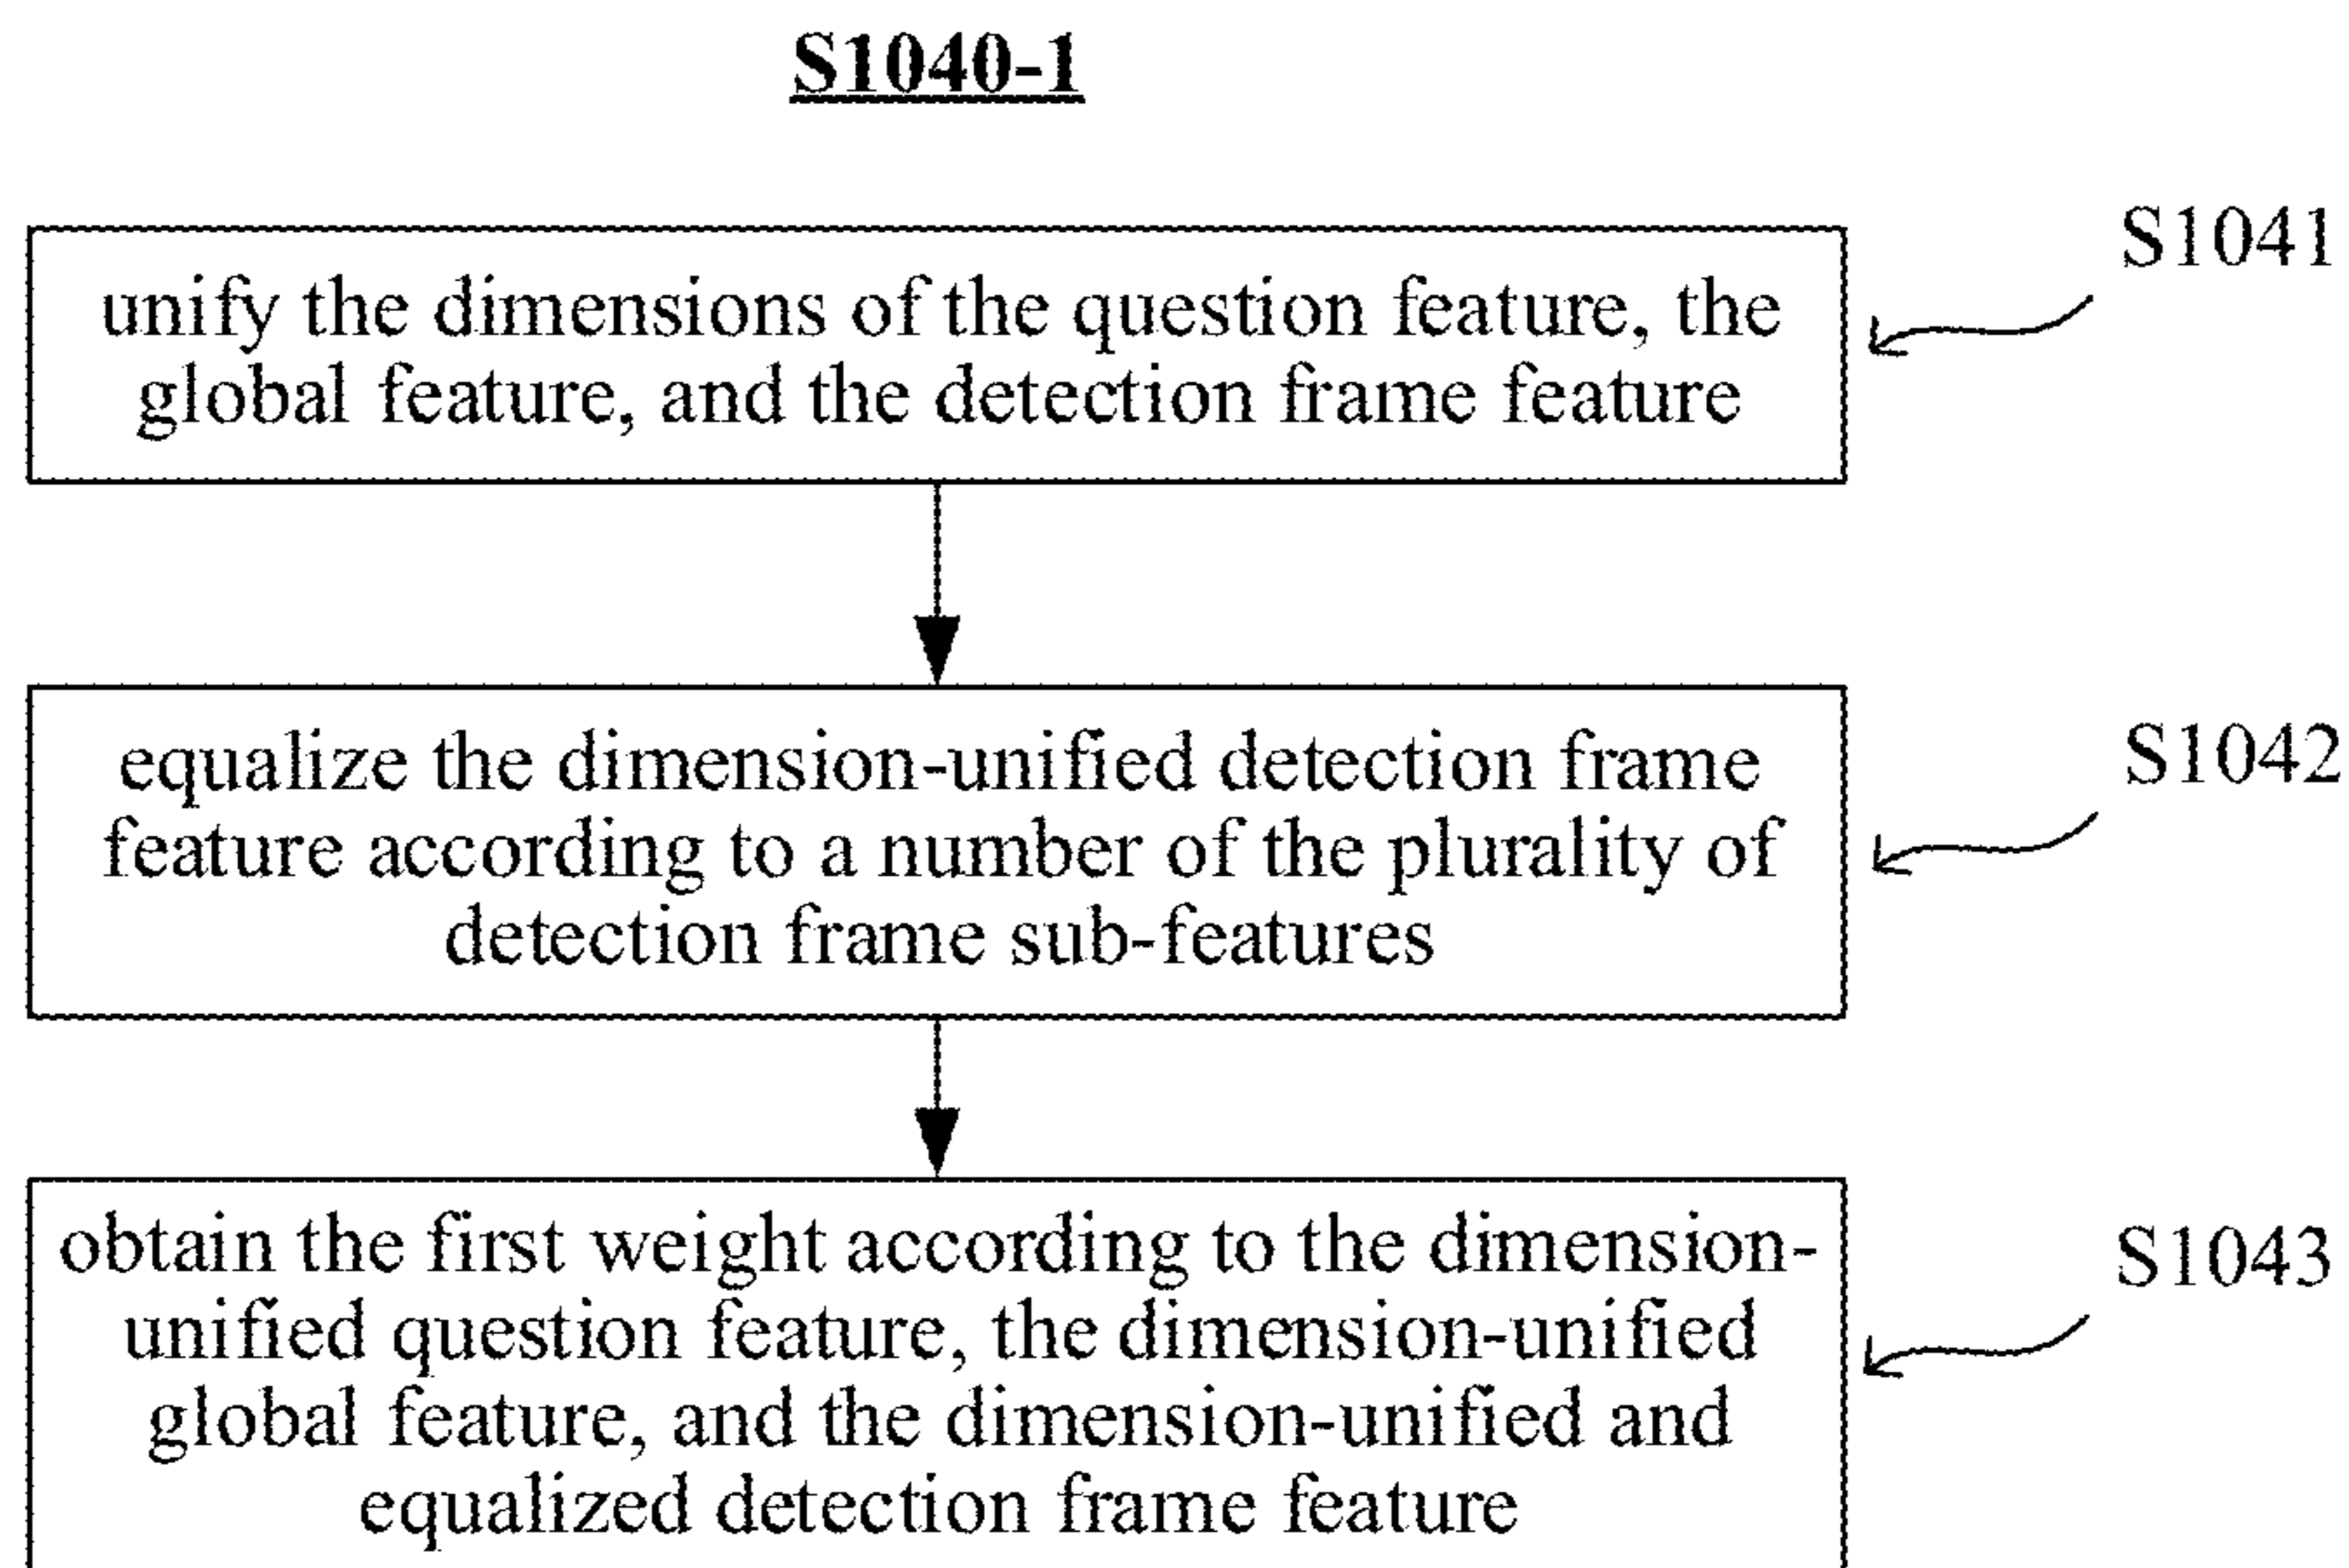 S1040-1
S1041
unify the dimensions of the question feature, the
global feature, and the detection frame feature
S1042
equalize the dimension-unified detection frame
feature according to a number of the plurality of
detection frame sub-features
S1043
obtain the first weight according to the dimension-
unified question feature, the dimension-unified
global feature, and the dimension-unified and
equalized detection frame feature